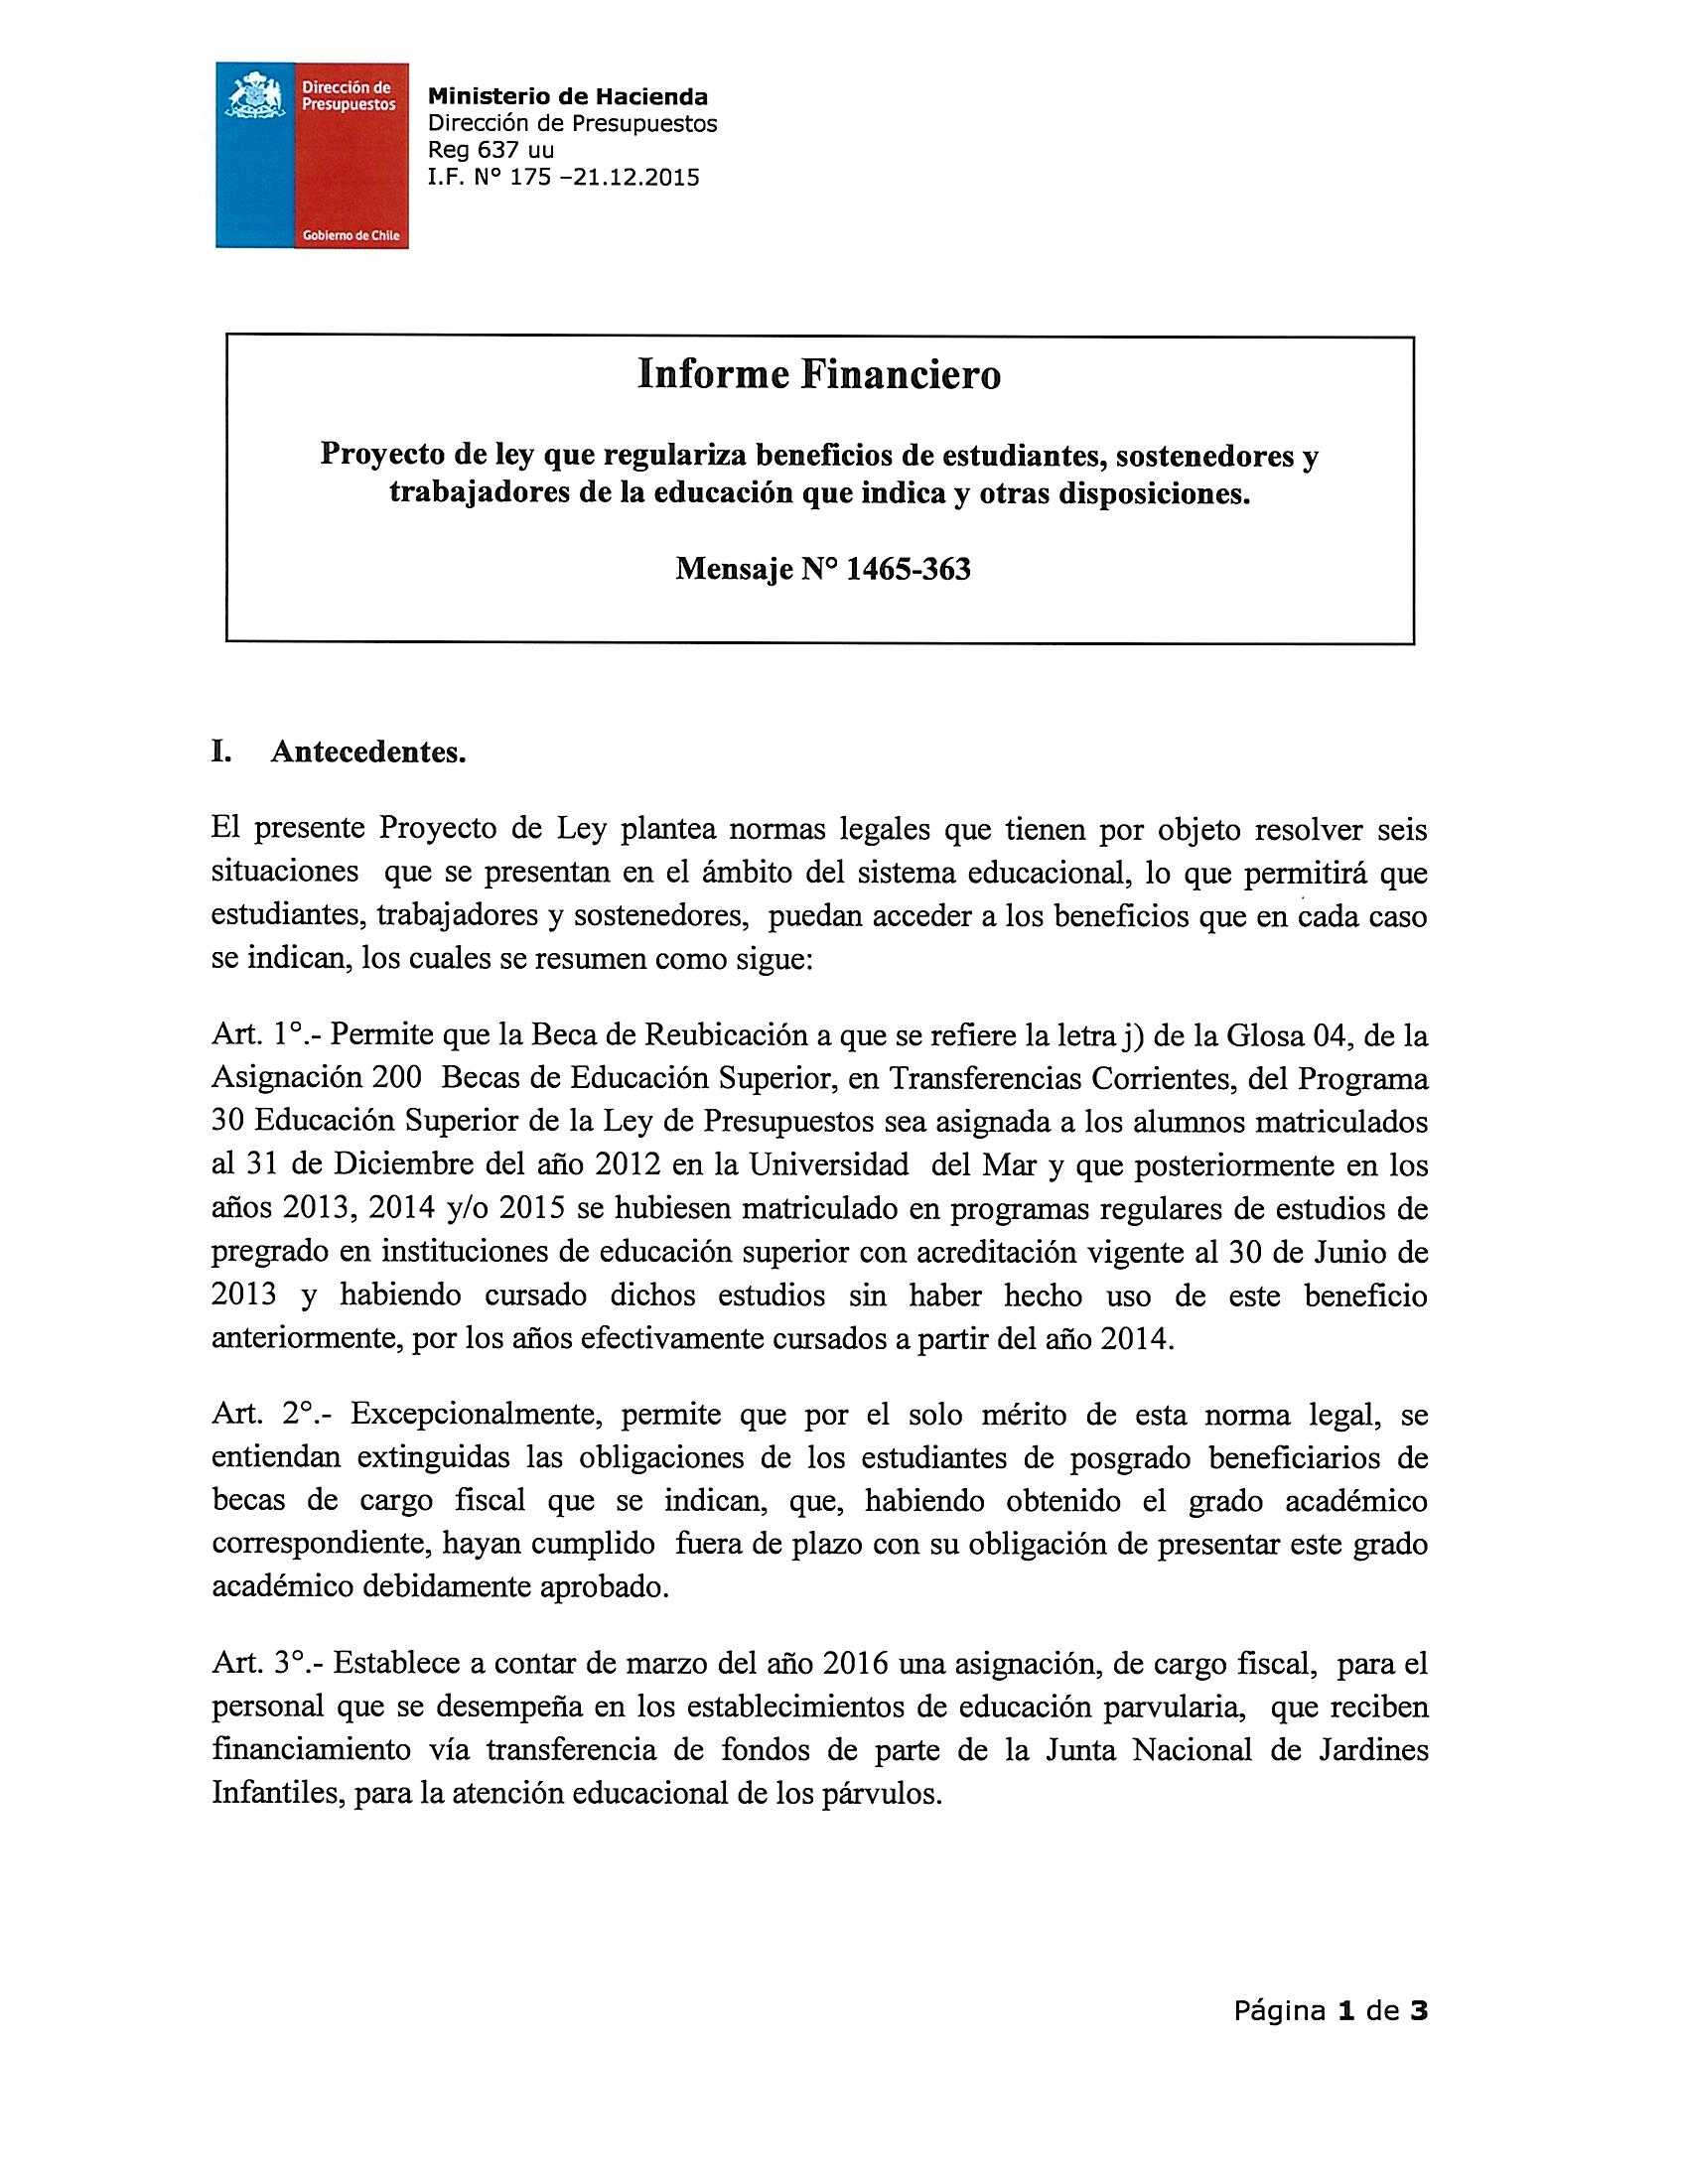 Dirección de
Presupuestos
Gobierno de Chile
Ministerio de Hacienda
Dirección de Presupuestos
Reg 637 uu
I.F. N° 175 –21.12.2015
Informe Financiero
Proyecto de ley que regulariza beneficios de estudiantes, sostenedores y
trabajadores de la educación que indica y otras disposiciones.
Mensaje N° 1465-363
I. Antecedentes.
El presente Proyecto de Ley plantea normas legales que tienen por objeto resolver seis
situaciones que se presentan en el ámbito del sistema educacional, lo que permitirá que
estudiantes, trabajadores y sostenedores, puedan acceder a los beneficios que en cada caso
se indican, los cuales se resumen como sigue:
Art. 1°.- Permite que la Beca de Reubicación a que se refiere la letra j) de la Glosa 04, de la
Asignación 200 Becas de Educación Superior, en Transferencias Corrientes, del Programa
30 Educación Superior de la Ley de Presupuestos sea asignada a los alumnos matriculados
al 31 de Diciembre del año 2012 en la Universidad del Mar y que posteriormente en los
años 2013, 2014 y/o 2015 se hubiesen matriculado en programas regulares de estudios de
pregrado en instituciones de educación superior con acreditación vigente al 30 de Junio de
2013 y habiendo cursado dichos estudios sin haber hecho uso de este beneficio
anteriormente, por los años efectivamente cursados a partir del año 2014.
Art. 2°.- Excepcionalmente, permite que por el solo mérito de esta norma legal, se
entiendan extinguidas las obligaciones de los estudiantes de posgrado beneficiarios de
becas de cargo fiscal que se indican, que, habiendo obtenido el grado académico
correspondiente, hayan cumplido fuera de plazo con su obligación de presentar este grado
académico debidamente aprobado.
Art. 3°.- Establece a contar de marzo del año 2016 una asignación, de cargo fiscal, para el
personal que se desempeña en los establecimientos de educación parvularia, que reciben
financiamiento vía transferencia de fondos de parte de la Junta Nacional de Jardines
Infantiles, para la atención educacional de los párvulos.
Página 1 de 3